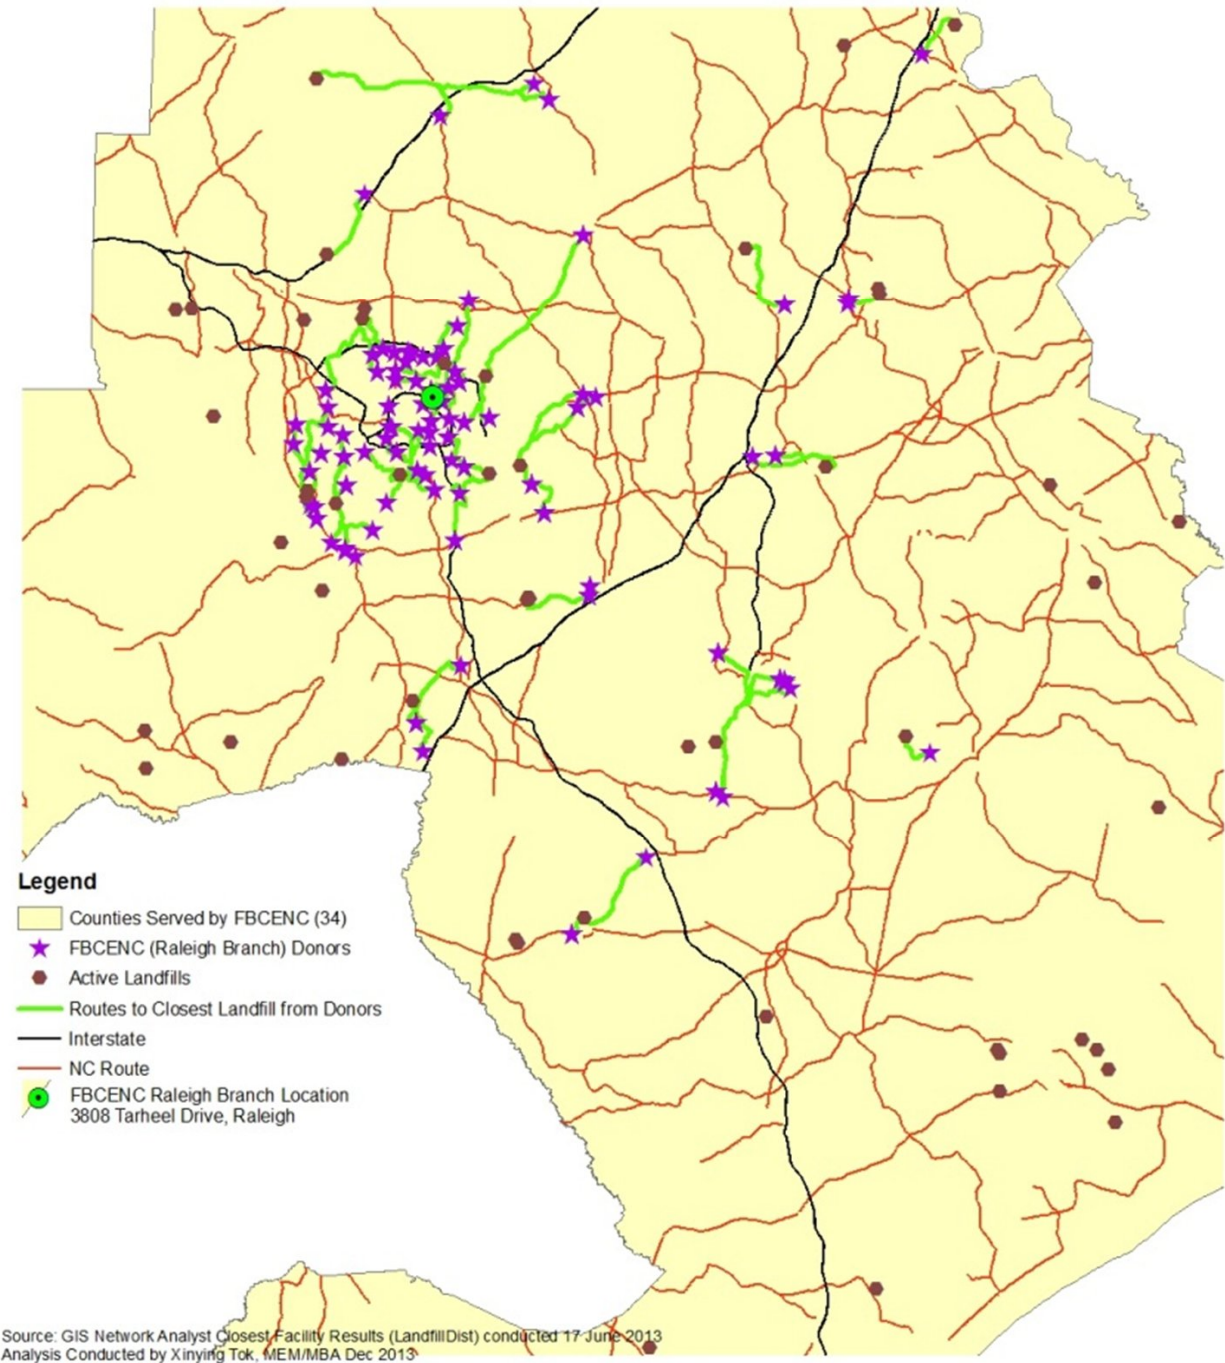 Legend
Counties Served by FBCENC (34)
FBCENC (Raleigh Branch) Donors
Active Landfills
Routes to Closest Landfill from Donors
Interstate
NC Route
FBCENC Raleigh Branch Location
3808 Tarheel Drive, Raleigh
Source: GIS Network Analyst Closest Facility Results (LandfillDist) conducted 17 June 2013
Analysis Conducted by Xinying Tok, MEM/MBA Dec 2013